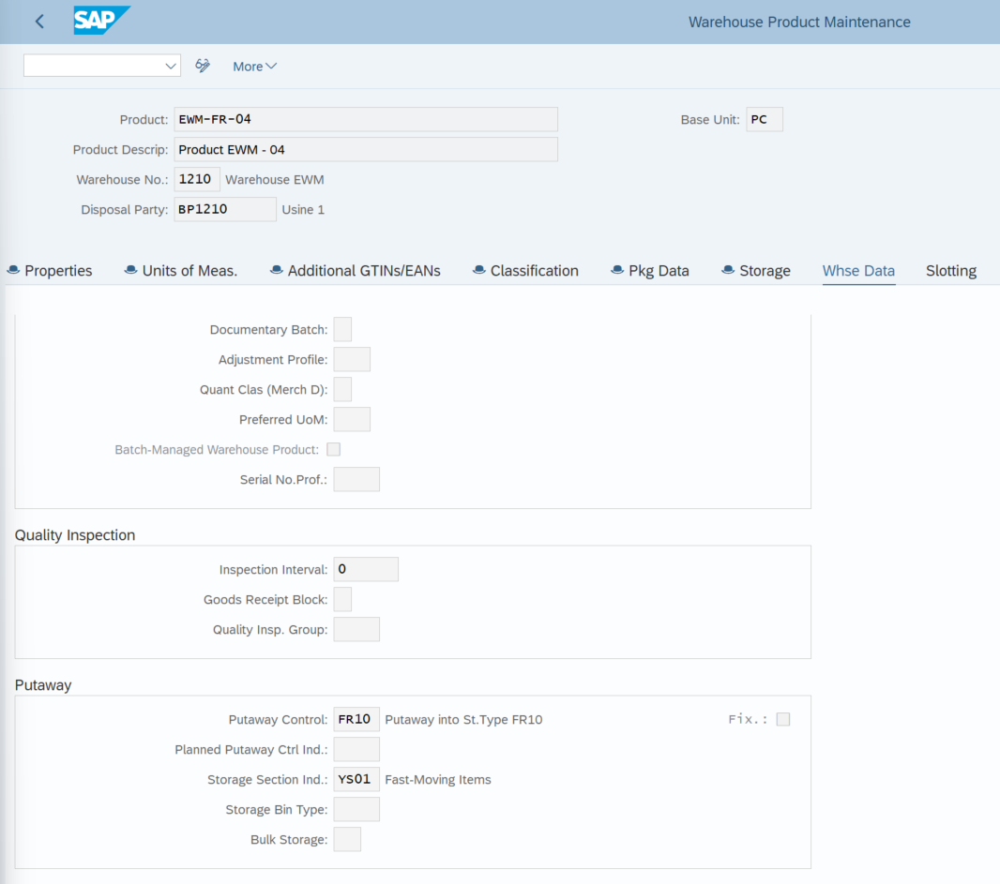 SAP
Warehouse Product Maintenance
More
Product: EWM-FR-04 Base Unit: PC
Product Descrip: Product EWM - 04
Warehouse No.: 1210 Warehouse EWM
Disposal Party: BP1210 Usine 1
Properties Units of Meas. Additional GTINs/EANs Classification Pkg Data Storage Whse Data Slotting
Documentary Batch:
Adjustment Profile:
Quant Clas (Merch D):
Preferred UoM:
Batch-Managed Warehouse Product:
Serial No.Prof.:
Quality Inspection
Inspection Interval: 0
Goods Receipt Block:
Quality Insp. Group:
Putaway
Putaway Control: FR10 Putaway into St.Type FR10 Fix.:
Planned Putaway Ctrl Ind.:
Storage Section Ind.: YS01 Fast-Moving Items
Storage Bin Type:
Bulk Storage: